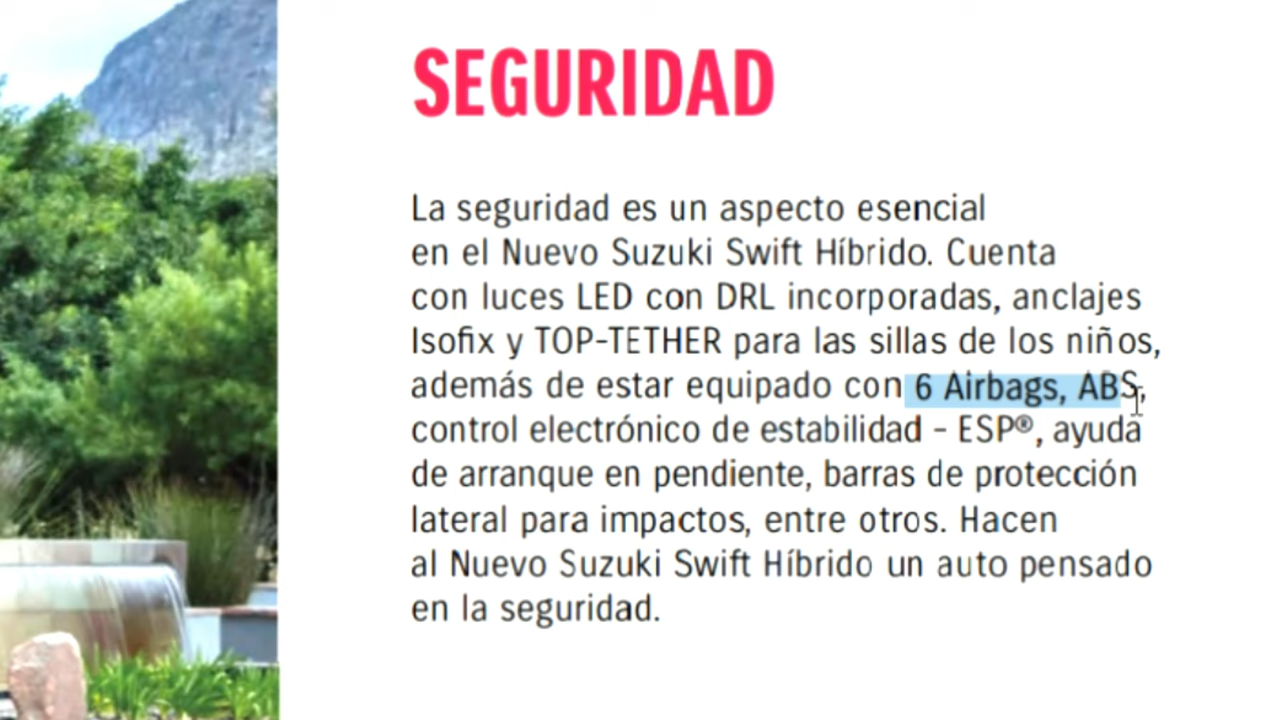 SEGURIDAD
La seguridad es un aspecto esencial
en el Nuevo Suzuki Swift Híbrido. Cuenta
con luces LED con DRL incorporadas, anclajes
Isofix y TOP-TETHER para las sillas de los niños,
además de estar equipado con 6 Airbags, ABS,
control electrónico de estabilidad - ESP®, ayuda
de arranque en pendiente, barras de protección
lateral para impactos, entre otros. Hacen
al Nuevo Suzuki Swift Híbrido un auto pensado
en la seguridad.